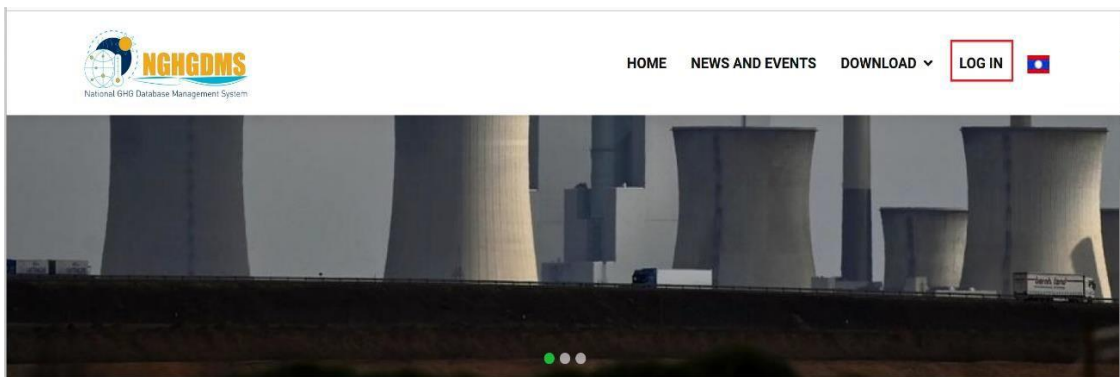 NGHGDMS
National GHG Database Management System
HOME NEWS AND EVENTS DOWNLOAD LOG IN